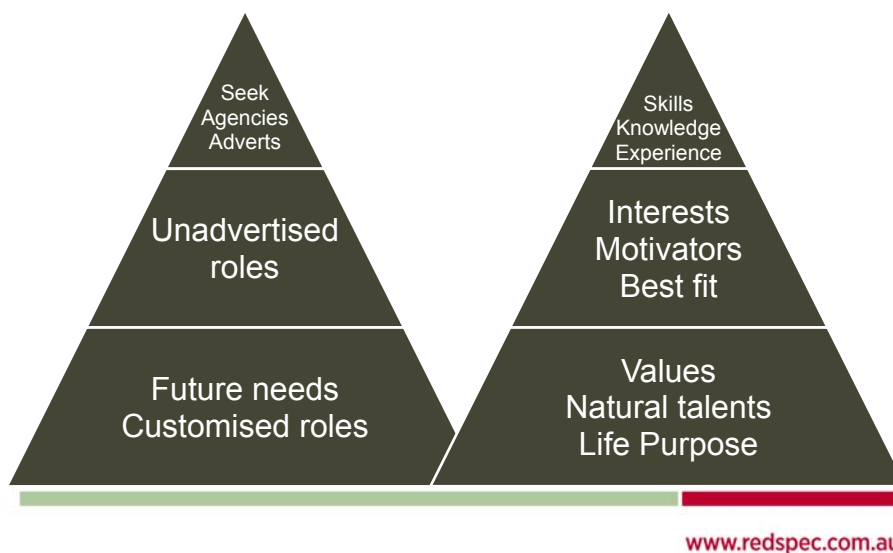 Seek
Agencies
Adverts
Unadvertised
roles
Future needs
Customised roles
Skills
Knowledge
Experience
Interests
Motivators
Best fit
Values
Natural talents
Life Purpose
www.redspec.com.au